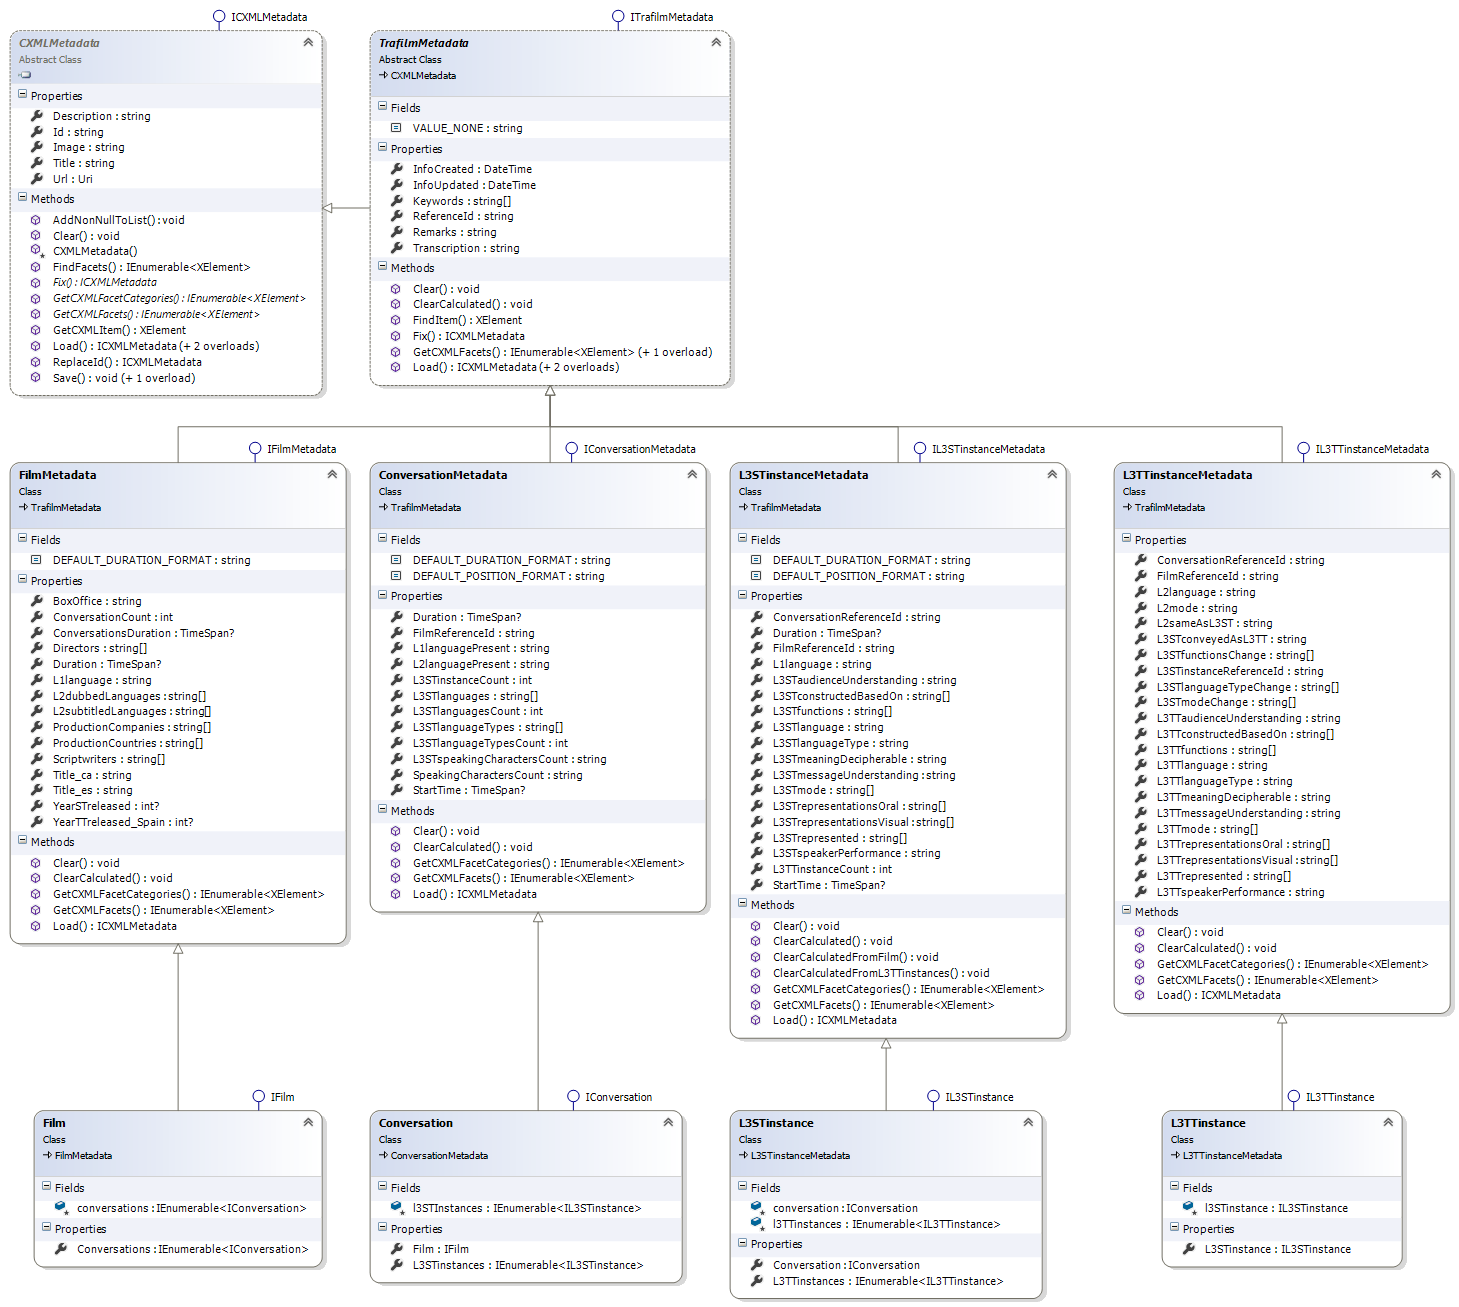 ICXMLMetadata
CXMLMetadata
Abstract Class
Properties
Description : string
Id : string
Image : string
Title : string
Url : Uri
Methods
AddNonNullToList() : void
Clear() : void
CXMLMetadata()
FindFacets() : IEnumerable<XElement>
Fix() : ICXMLMetadata
GetCXMLFacetCategories() : IEnumerable<XElement>
GetCXMLFacets() : IEnumerable<XElement>
GetCXMLItem() : XElement
Load() : ICXMLMetadata (+ 2 overloads)
ReplaceId() : ICXMLMetadata
Save() : void (+ 1 overload)
ITrafilmMetadata
TrafilmMetadata
Abstract Class
CXMLMetadata
Fields
VALUE_NONE : string
Properties
InfoCreated : DateTime
InfoUpdated : DateTime
Keywords : string[]
ReferenceId : string
Remarks : string
Transcription : string
Methods
Clear() : void
ClearCalculated() : void
FindItem() : XElement
Fix() : ICXMLMetadata
GetCXMLFacets() : IEnumerable<XElement> (+ 1 overload)
Load() : ICXMLMetadata (+ 2 overloads)
IFilmMetadata
FilmMetadata
Class
TrafilmMetadata
Fields
DEFAULT_DURATION_FORMAT : string
Properties
BoxOffice : string
ConversationCount : int
ConversationsDuration : TimeSpan?
Directors : string[]
Duration : TimeSpan?
L1language : string
L2dubbedLanguages : string[]
L2subtitledLanguages : string[]
ProductionCompanies : string[]
ProductionCountries : string[]
Scriptwriters : string[]
Title_ca : string
Title_es : string
YearSTreleased : int?
YearTTreleased_Spain : int?
Methods
Clear() : void
ClearCalculated() : void
GetCXMLFacetCategories() : IEnumerable<XElement>
GetCXMLFacets() : IEnumerable<XElement>
Load() : ICXMLMetadata
IConversationMetadata
ConversationMetadata
Class
TrafilmMetadata
Fields
DEFAULT_DURATION_FORMAT : string
DEFAULT_POSITION_FORMAT : string
Properties
Duration : TimeSpan?
FilmReferenceId : string
L1languagePresent : string
L2languagePresent : string
L3STinstanceCount : int
L3STlanguages : string[]
L3STlanguagesCount : int
L3STlanguageTypes : string[]
L3STlanguageTypesCount : int
L3STspeakingCharactersCount : string
SpeakingCharactersCount : string
StartTime : TimeSpan?
Methods
Clear() : void
ClearCalculated() : void
GetCXMLFacetCategories() : IEnumerable<XElement>
GetCXMLFacets() : IEnumerable<XElement>
Load() : ICXMLMetadata
IL3STinstanceMetadata
L3STinstanceMetadata
Class
TrafilmMetadata
Fields
DEFAULT_DURATION_FORMAT : string
DEFAULT_POSITION_FORMAT : string
Properties
ConversationReferenceId : string
Duration : TimeSpan?
FilmReferenceId : string
L1language : string
L3STaudienceUnderstanding : string
L3STconstructedBasedOn : string[]
L3STfunctions : string[]
L3STlanguage : string
L3STlanguageType : string
L3STmeaningDecipherable : string
L3STmessageUnderstanding : string
L3STmode : string[]
L3STrepresentationsOral : string[]
L3STrepresentationsVisual : string[]
L3STrepresented : string[]
L3STspeakerPerformance : string
L3TTinstanceCount : int
StartTime : TimeSpan?
Methods
Clear() : void
ClearCalculated() : void
ClearCalculatedFromFilm() : void
ClearCalculatedFromL3TTinstances() : void
GetCXMLFacetCategories() : IEnumerable<XElement>
GetCXMLFacets() : IEnumerable<XElement>
Load() : ICXMLMetadata
IL3TTinstanceMetadata
L3TTinstanceMetadata
Class
TrafilmMetadata
Properties
ConversationReferenceId : string
FilmReferenceId : string
L2language : string
L2mode : string
L2sameAsL3ST : string
L3STconveyedAsL3TT : string
L3STfunctionsChange : string[]
L3STinstanceReferenceId : string
L3STlanguageTypeChange : string[]
L3STmodeChange : string[]
L3TTaudienceUnderstanding : string
L3TTconstructedBasedOn : string[]
L3TTfunctions : string[]
L3TTlanguage : string
L3TTlanguageType : string
L3TTmeaningDecipherable : string
L3TTmessageUnderstanding : string
L3TTmode : string[]
L3TTrepresentationsOral : string[]
L3TTrepresentationsVisual : string[]
L3TTrepresented : string[]
L3TTspeakerPerformance : string
Methods
Clear() : void
ClearCalculated() : void
GetCXMLFacetCategories() : IEnumerable<XElement>
GetCXMLFacets() : IEnumerable<XElement>
Load() : ICXMLMetadata
IFilm
Film
Class
FilmMetadata
Fields
conversations : IEnumerable<IConversation>
Properties
Conversations : IEnumerable<IConversation>
IConversation
Conversation
Class
ConversationMetadata
Fields
l3STInstances : IEnumerable<IL3STinstance>
Properties
Film : IFilm
L3STinstances : IEnumerable<IL3STinstance>
IL3STinstance
L3STinstance
Class
L3STinstanceMetadata
Fields
conversation : IConversation
l3TTinstances : IEnumerable<IL3TTinstance>
Properties
Conversation : IConversation
L3TTinstances : IEnumerable<IL3TTinstance>
IL3TTinstance
L3TTinstance
Class
L3TTinstanceMetadata
Fields
l3STinstance : IL3STinstance
Properties
L3STinstance : IL3STinstance